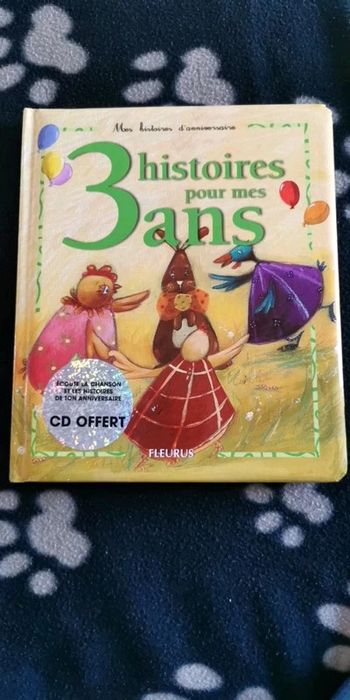 Mes histoires d'anniversaire
3 histoires
pour mes
ans
ÉCOUTE LA CHANSON
ET LES HISTOIRES
DE TON ANNIVERSAIRE
CD OFFERT
FLEURUS